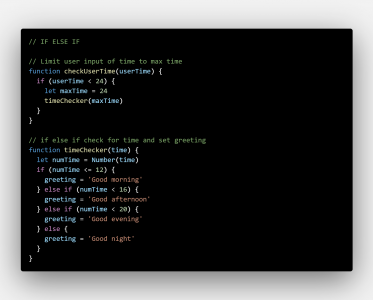 // IF ELSE IF
// Limit user input of time to max time
function checkUserTime(userTime) {
if (userTime < 24) {
let maxTime = 24
timeChecker(maxTime)
}
}
// if else if check for time and set greeting
function timeChecker(time) {
let numTime = Number(time)
if (numTime <= 12) {
greeting = 'Good morning'
} else if (numTime < 16) {
greeting = 'Good afternoon'
} else if (numTime < 20) {
greeting = 'Good evening'
} else {
greeting = 'Good night'
}
}